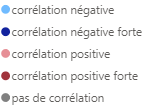 corrélation négative
corrélation négative forte
corrélation positive
corrélation positive forte
pas de corrélation